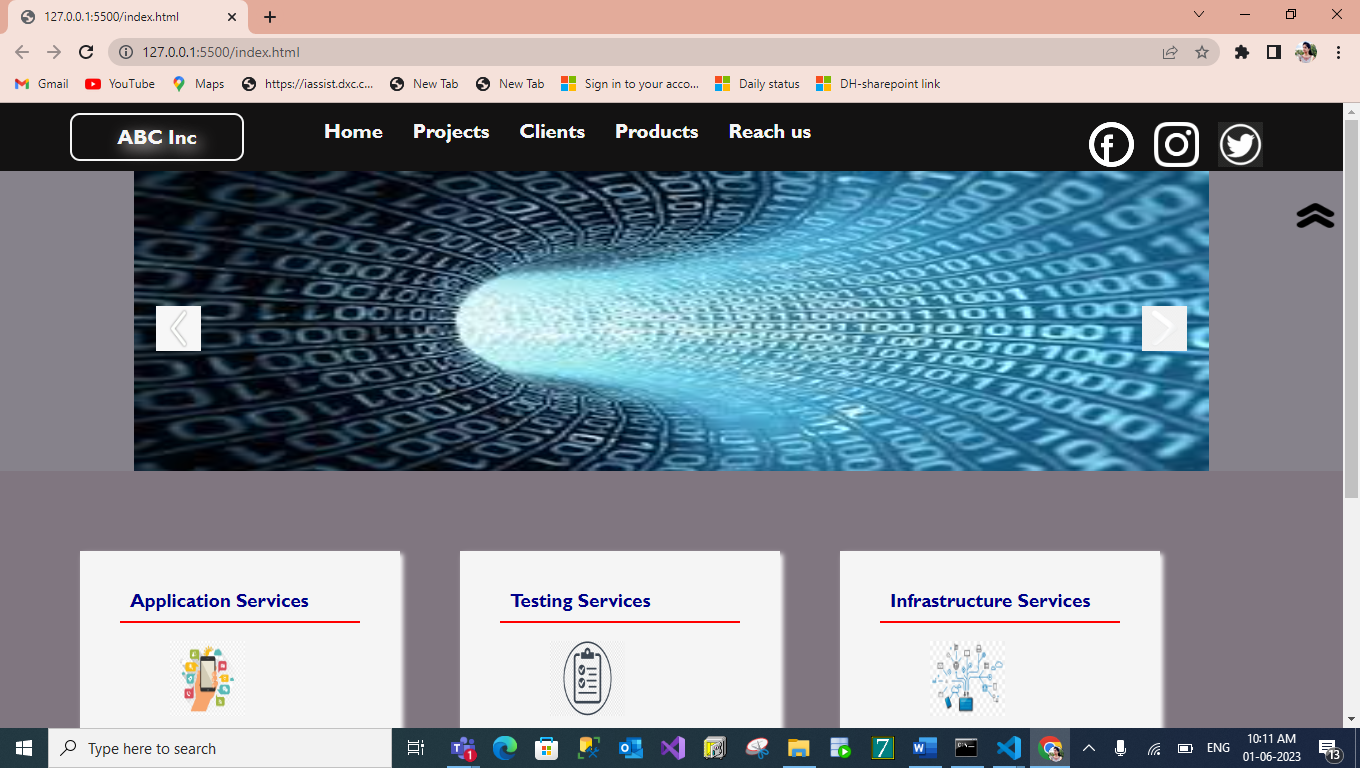 127.0.0.1:5500/index.html
127.0.0.1:5500/index.html
Gmail YouTube Maps https://iassist.dxc.c... New Tab New Tab Sign in to your acco... Daily status DH-sharepoint link
ABC Inc Home Projects Clients Products Reach us
Application Services Testing Services Infrastructure Services
Type here to search 1 7 ENG 10:11 AM
01-06-2023 13